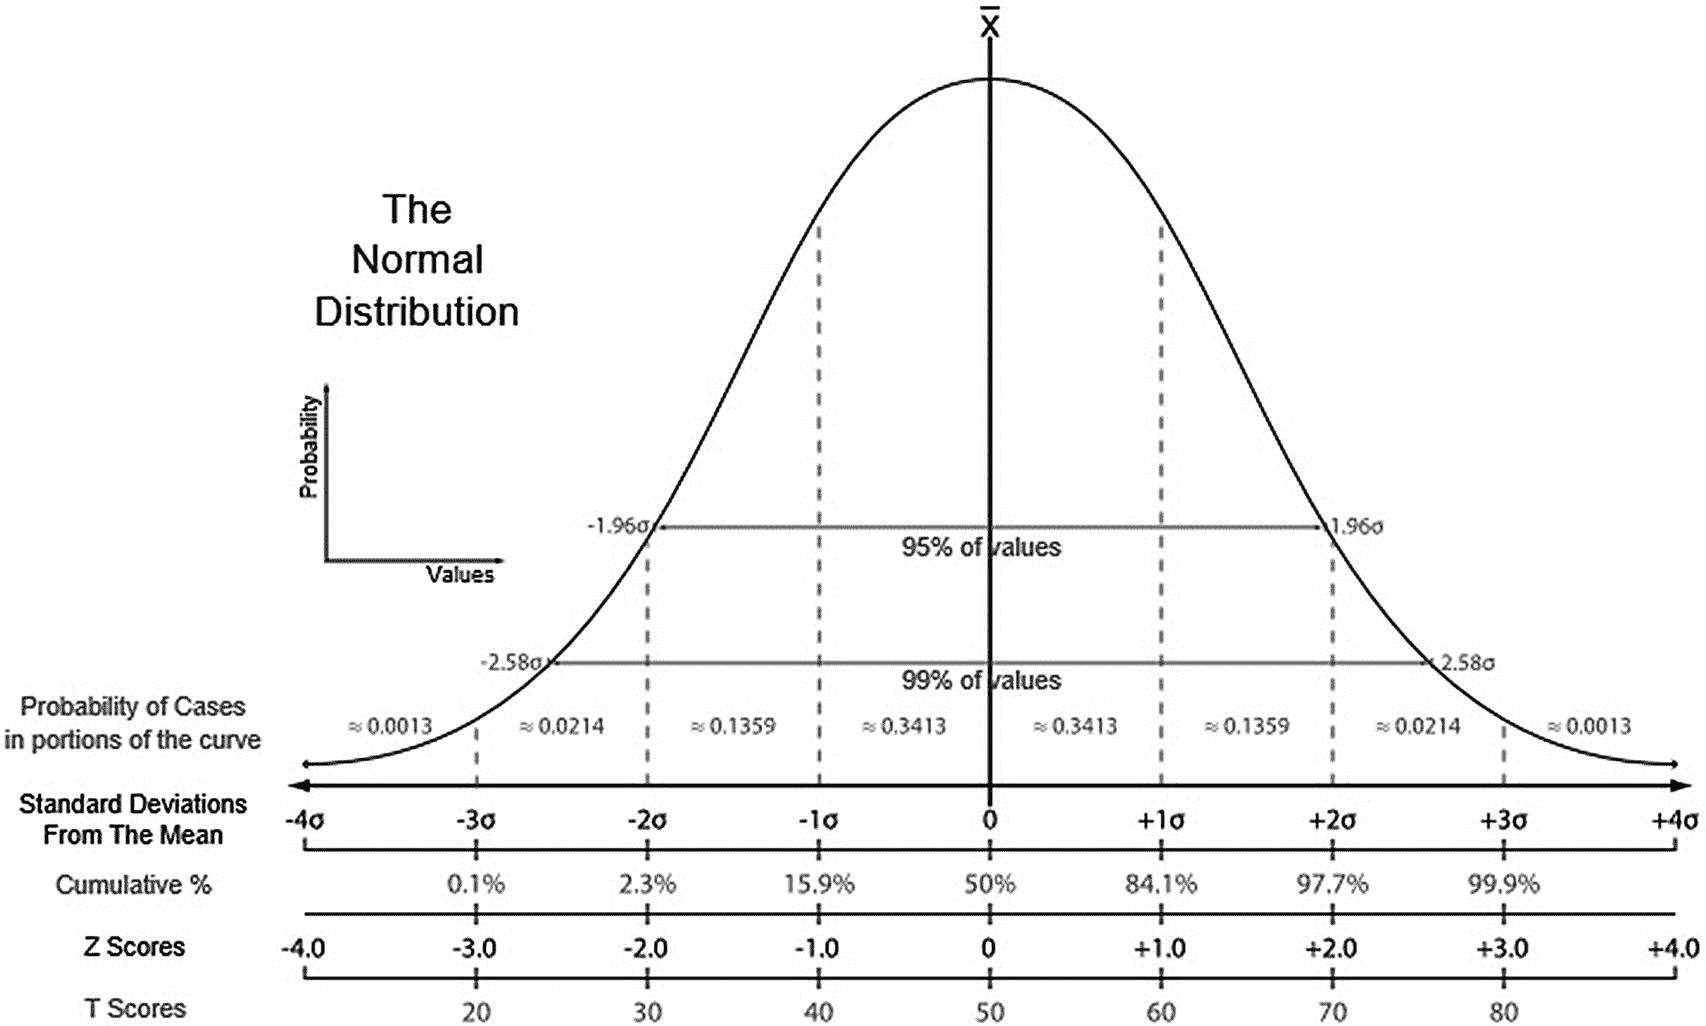 X̅
The
Normal
Distribution
Probability
Values
-1.96σ 1.96σ
95% of values
-2.58σ 2.58σ
99% of values
Probability of Cases
in portions of the curve
≈ 0.0013 ≈ 0.0214 ≈ 0.1359 ≈ 0.3413 ≈ 0.3413 ≈ 0.1359 ≈ 0.0214 ≈ 0.0013
Standard Deviations
From The Mean
-4σ -3σ -2σ -1σ 0 +1σ +2σ +3σ +4σ
Cumulative % 0.1% 2.3% 15.9% 50% 84.1% 97.7% 99.9%
Z Scores -4.0 -3.0 -2.0 -1.0 0 +1.0 +2.0 +3.0 +4.0
T Scores 20 30 40 50 60 70 80